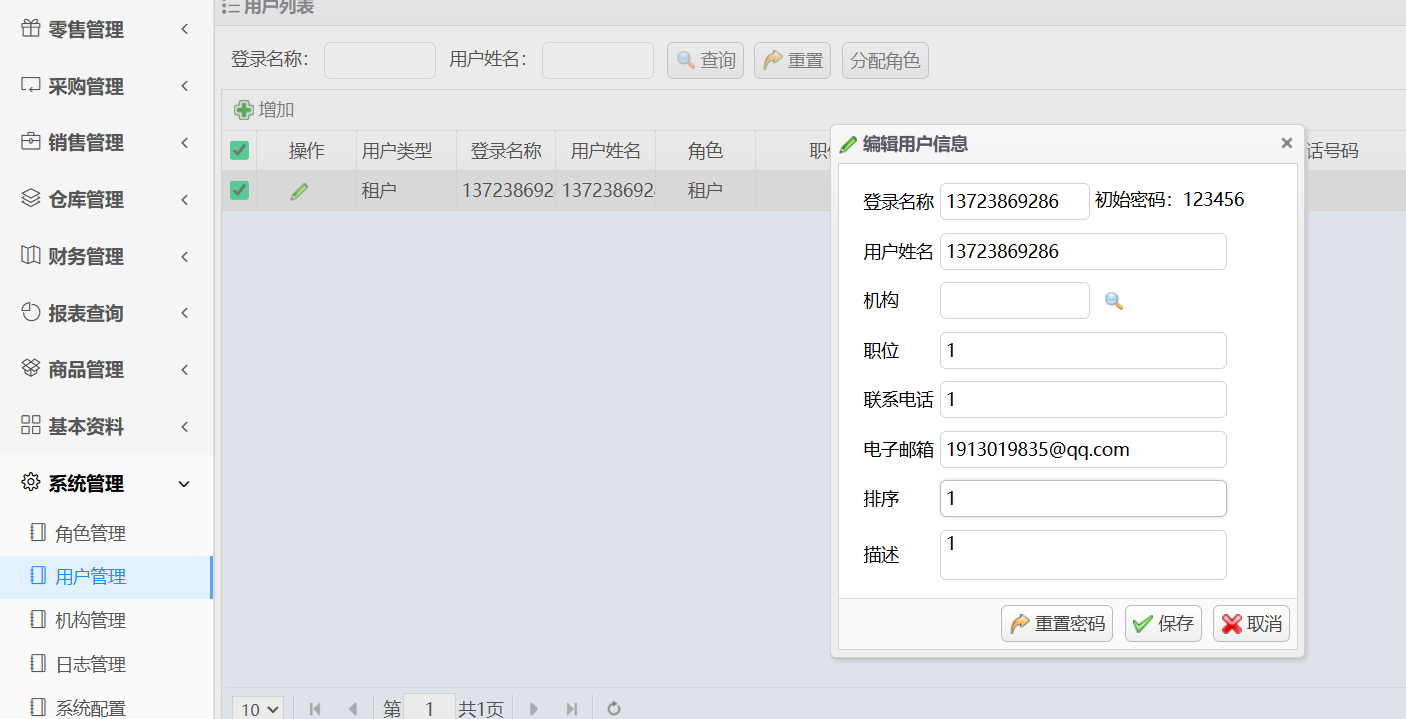 零售管理
采购管理
销售管理
仓库管理
财务管理
报表查询
商品管理
基本资料
系统管理
角色管理
用户管理
机构管理
日志管理
系统配置
用户列表
登录名称：
用户姓名：
查询
重置
分配角色
增加
操作
用户类型
登录名称
用户姓名
角色
职
话号码
租户
137238692
137238692
租户
10
第 1 共1页
编辑用户信息
登录名称 13723869286 初始密码：123456
用户姓名 13723869286
机构
职位 1
联系电话 1
电子邮箱 1913019835@qq.com
排序 1
描述 1
重置密码
保存
取消